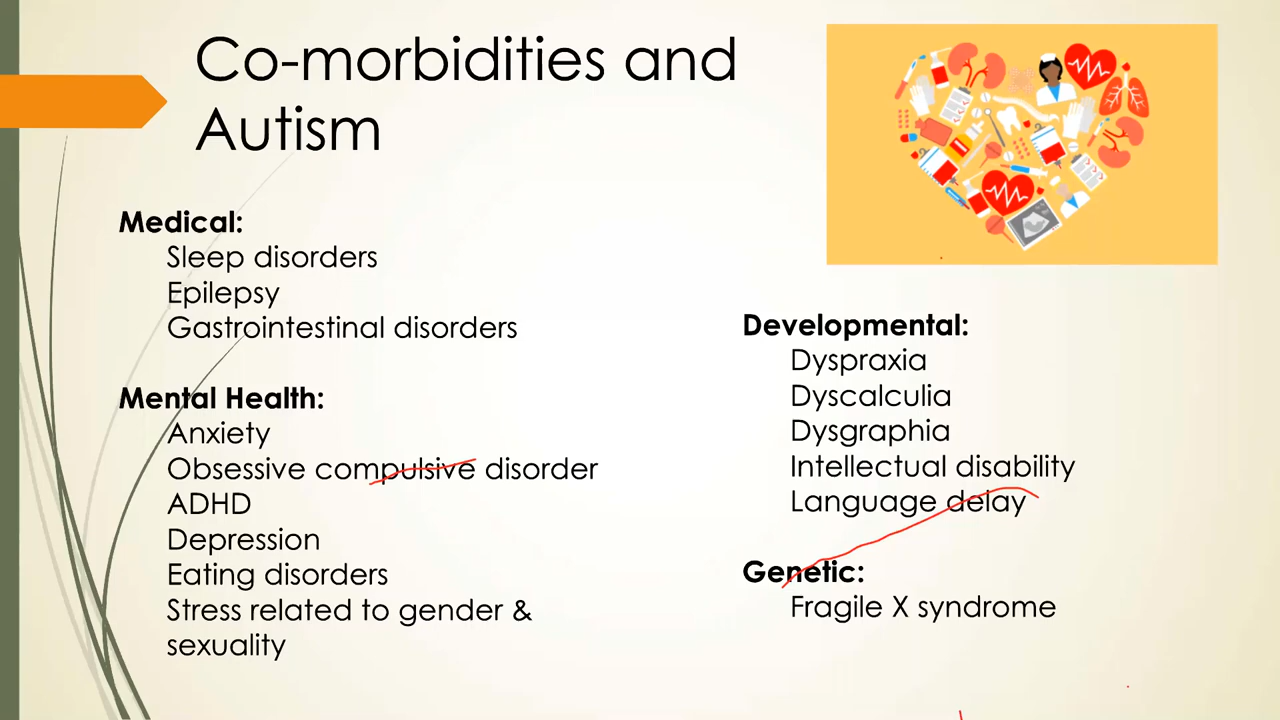 Co-morbidities and
Autism
Medical:
Sleep disorders
Epilepsy
Gastrointestinal disorders
Mental Health:
Anxiety
Obsessive compulsive disorder
ADHD
Depression
Eating disorders
Stress related to gender &
sexuality
Developmental:
Dyspraxia
Dyscalculia
Dysgraphia
Intellectual disability
Language delay
Genetic:
Fragile X syndrome